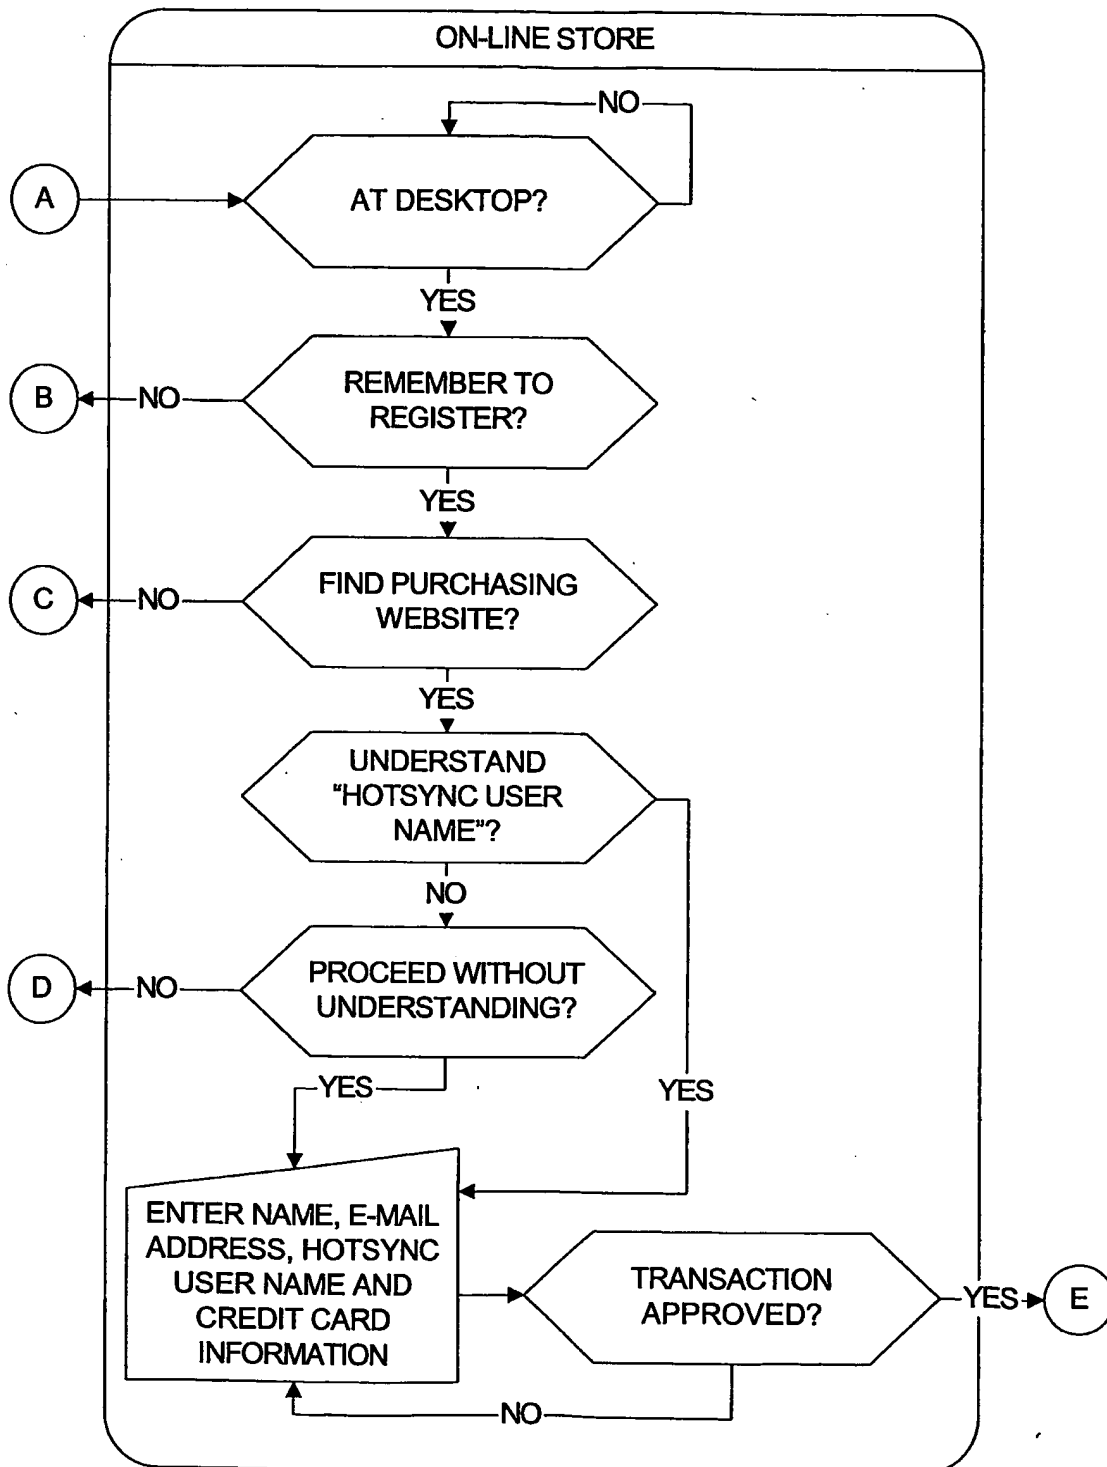 ON-LINE STORE
NO
A
AT DESKTOP?
YES
B
NO
REMEMBER TO
REGISTER?
YES
C
NO
FIND PURCHASING
WEBSITE?
YES
UNDERSTAND
"HOTSYNC USER
NAME"?
NO
D
NO
PROCEED WITHOUT
UNDERSTANDING?
YES
YES
ENTER NAME, E-MAIL
ADDRESS, HOTSYNC
USER NAME AND
CREDIT CARD
INFORMATION
TRANSACTION
APPROVED?
YES
E
NO